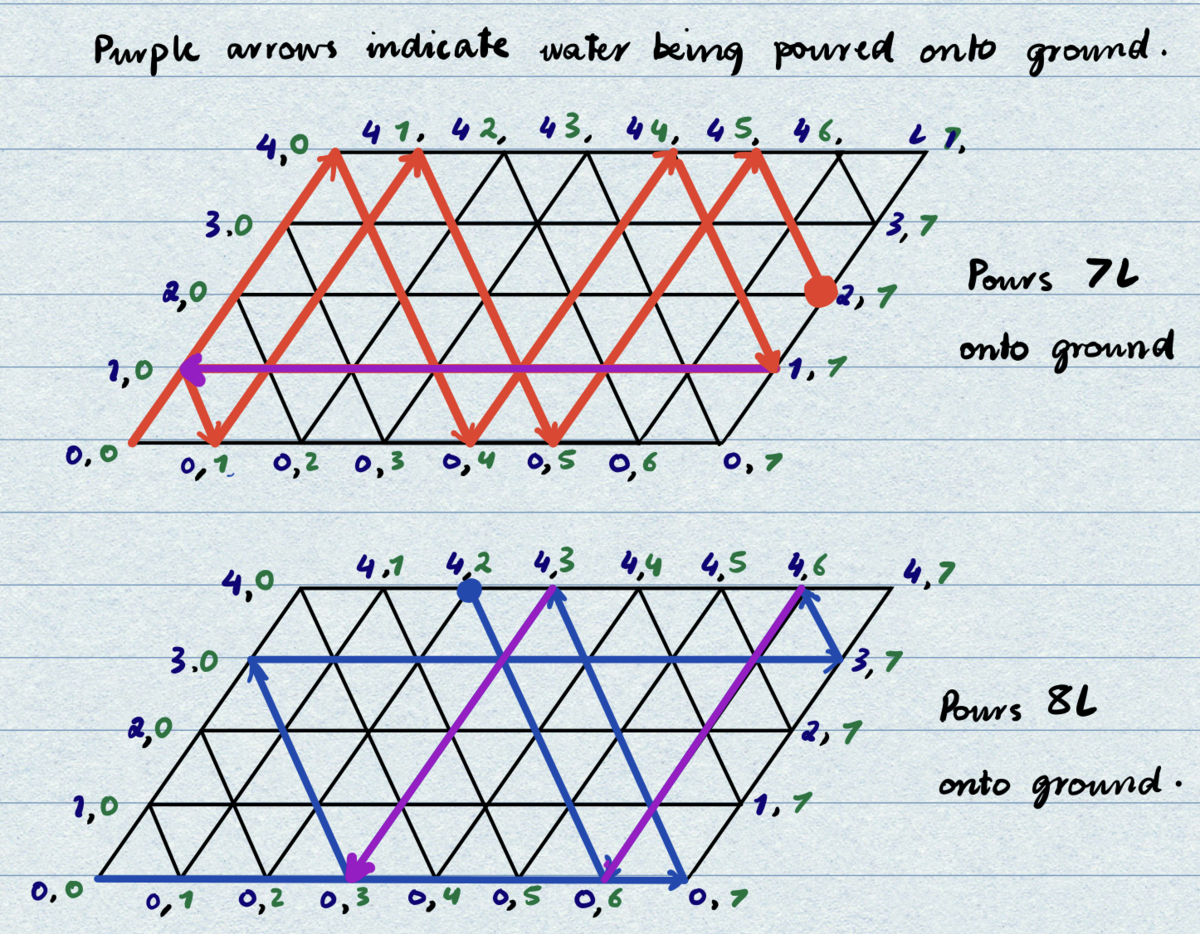 Purple arrows indicate water being poured onto ground.
4,0 4 1, 4 2, 4 3, 4 4, 4 5, 4 6, 7,
3.0 3,7
2,0 2,7 Pours 7L
1,0 1,7 onto ground
0,0 0,1 0,2 0,3 0,4 0,5 0,6 0,7
4,0 4,1 4,2 4,3 4,4 4,5 4,6 4,7
3.0 3,7
2,0 2,7 Pours 8L
1,0 1,7 onto ground.
0,0 0,1 0,2 0,3 0,4 0,5 0,6 0,7